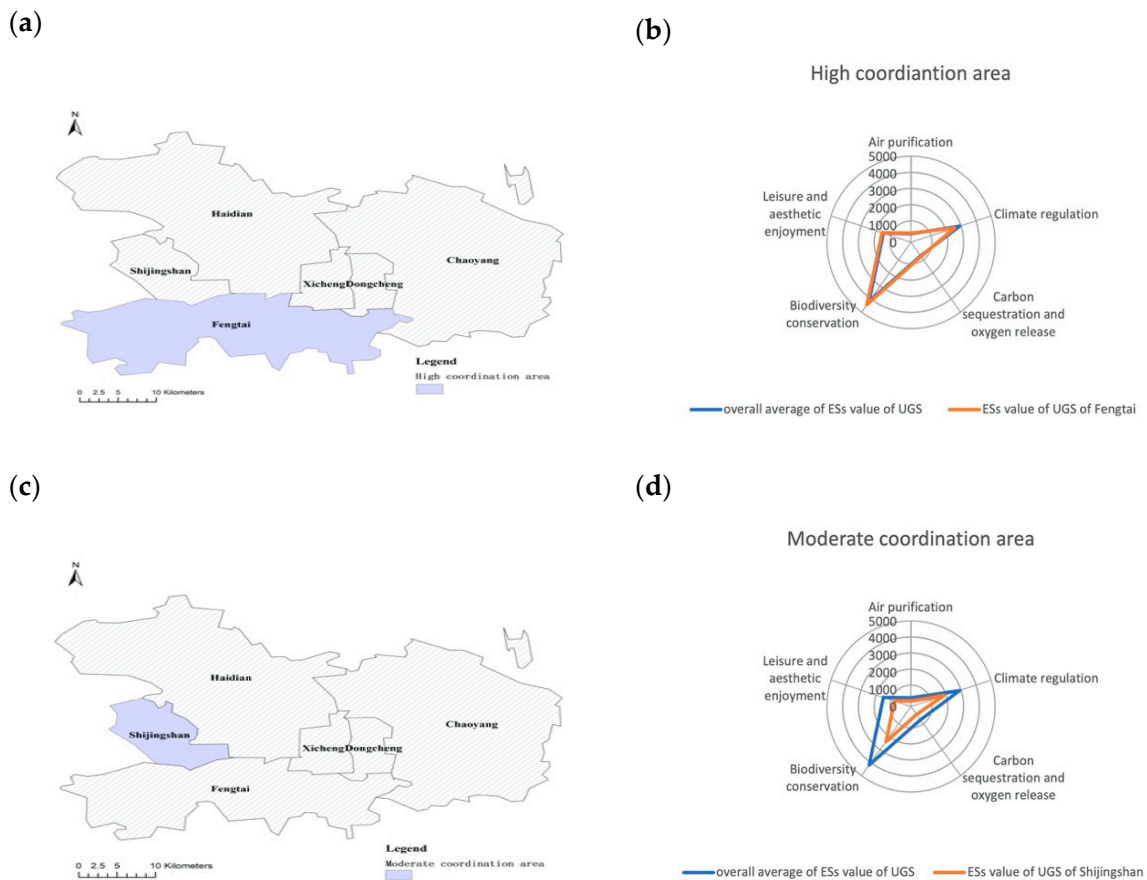 (a)
N
Haidian
Shijingshan
Xicheng
Dongcheng
Chaoyang
Fengtai
Legend
High coordination area
0 2.5 5 10 Kilometers
(b)
High coordiantion area
Air purification
5000
4000
3000
2000
1000
0
Leisure and
aesthetic
enjoyment
Climate regulation
Biodiversity
conservation
Carbon
sequestration and
oxygen release
overall average of ESs value of UGS
ESs value of UGS of Fengtai
(c)
N
Haidian
Shijingshan
Xicheng
Dongcheng
Chaoyang
Fengtai
Legend
Moderate coordination area
0 2.5 5 10 Kilometers
(d)
Moderate coordination area
Air purification
5000
4000
3000
2000
1000
0
Leisure and
aesthetic
enjoyment
Climate regulation
Biodiversity
conservation
Carbon
sequestration and
oxygen release
overall average of ESs value of UGS
ESs value of UGS of Shijingshan